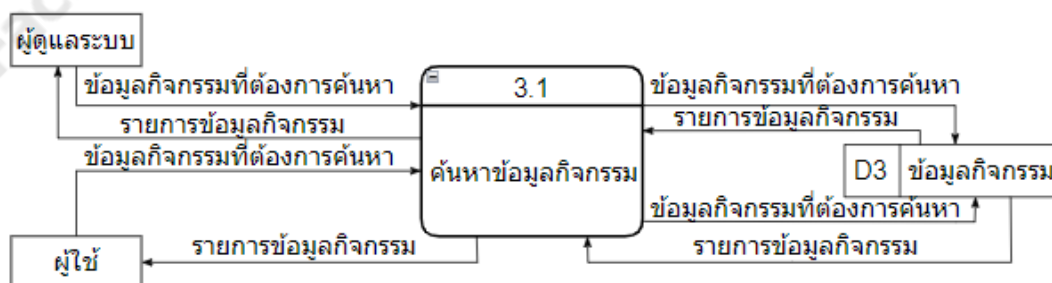 ผู้ดูแลระบบ
ข้อมูลกิจกรรมที่ต้องการค้นหา
3.1
ข้อมูลกิจกรรมที่ต้องการค้นหา
รายการข้อมูลกิจกรรม
รายการข้อมูลกิจกรรม
ข้อมูลกิจกรรมที่ต้องการค้นหา
ค้นหาข้อมูลกิจกรรม
D3 ข้อมูลกิจกรรม
ข้อมูลกิจกรรมที่ต้องการค้นหา
ผู้ใช้
รายการข้อมูลกิจกรรม
รายการข้อมูลกิจกรรม